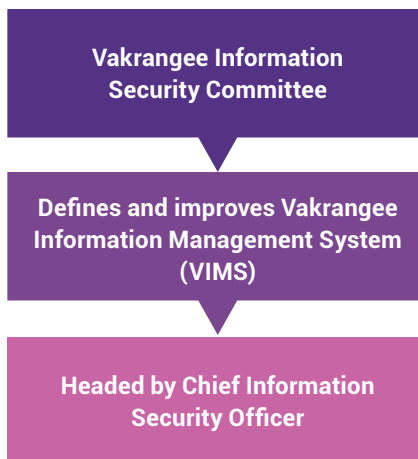 Vakrangee Information
Security Committee
Defines and improves Vakrangee
Information Management System
(VIMS)
Headed by Chief Information
Security Officer